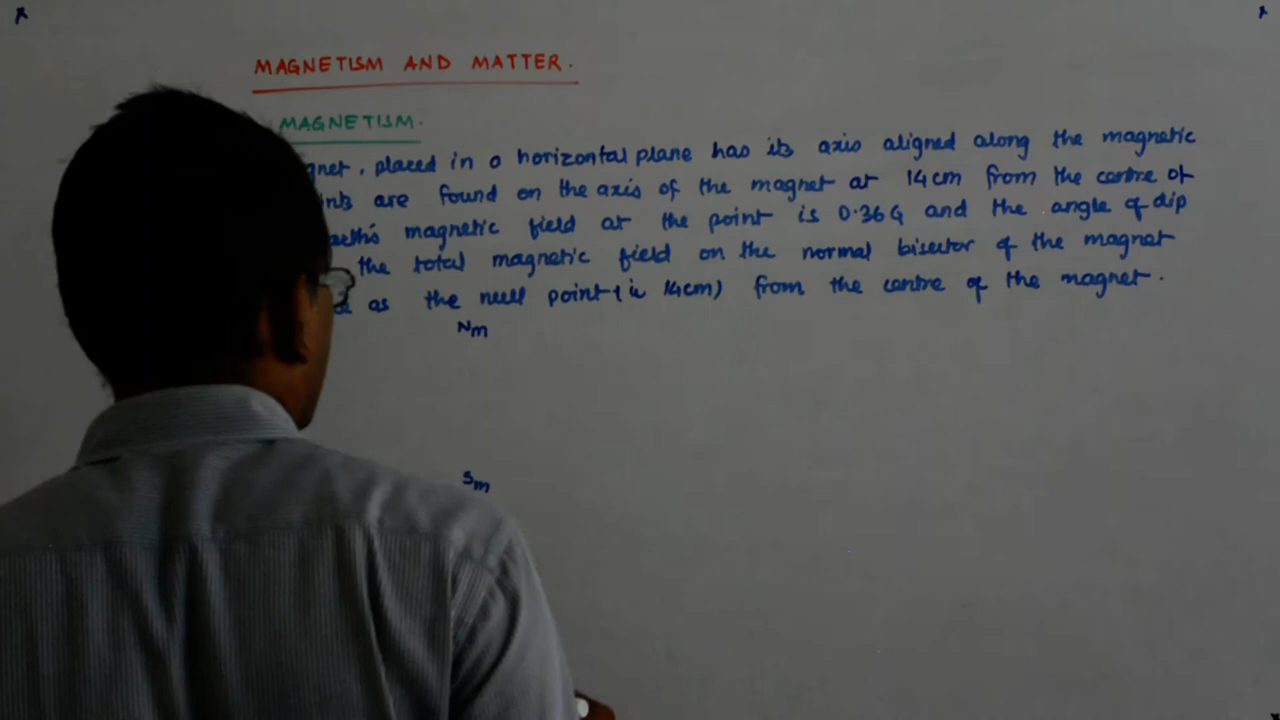 MAGNETISM AND MATTER.
MAGNETISM.
placed in a horizontal plane has its axis aligned along the magnetic
are found on the axis of the magnet at 14cm from the centre of
magnetic field at the point is 0.36G and the angle of dip
the total magnetic field on the normal bisector of the magnet
as the null point (ie 14cm) from the centre of the magnet.
Nm
Sm